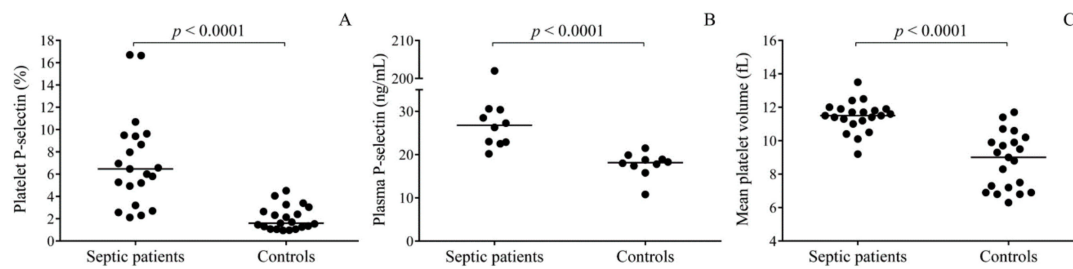 A
p < 0.0001
Platelet P-selectin (%)
18
16
14
12
10
8
6
4
2
0
Septic patients
Controls
B
p < 0.0001
Plasma P-selectin (ng/mL)
210
200
30
20
10
0
Septic patients
Controls
C
p < 0.0001
Mean platelet volume (fL)
16
14
12
10
8
6
4
Septic patients
Controls